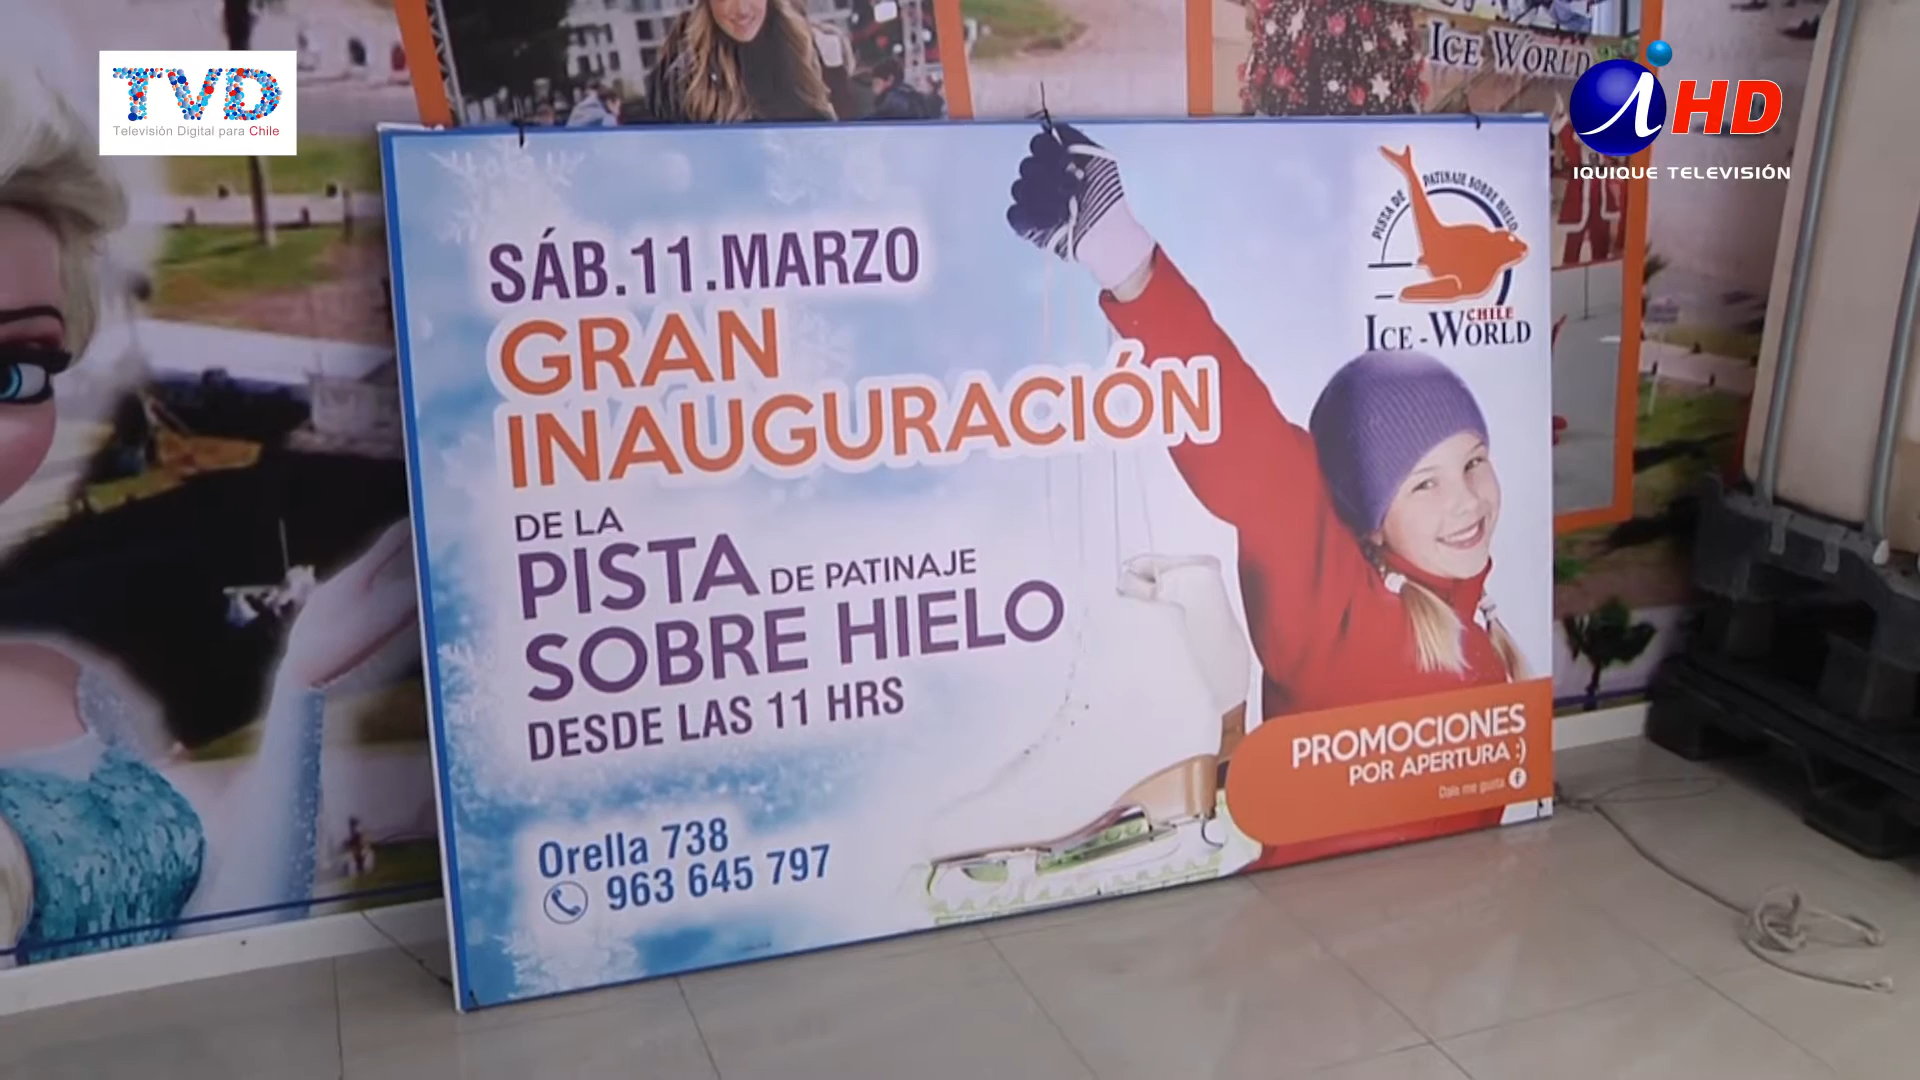 TVD
Televisión Digital para Chile
ICE WORLD
HD
IQUIQUE TELEVISIÓN
SÁB.11.MARZO
GRAN
INAUGURACIÓN
DE LA
PISTA DE PATINAJE
SOBRE HIELO
DESDE LAS 11 HRS
Orella 738
963 645 797
PISTA DE PATINAJE SOBRE HIELO
CHILE
ICE-WORLD
PROMOCIONES
POR APERTURA :)
Dale me gusta f